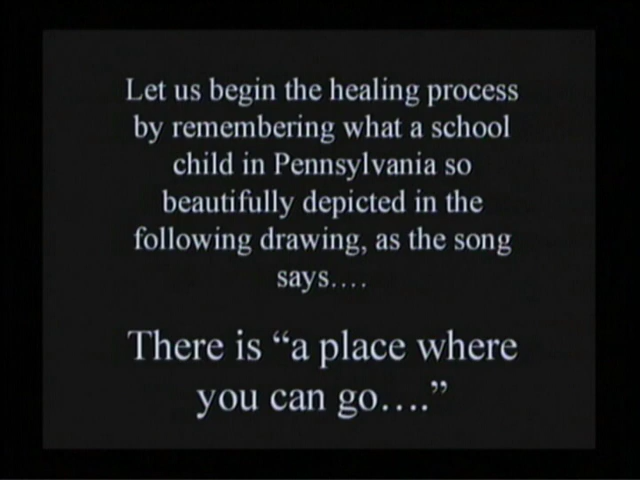 Let us begin the healing process
by remembering what a school
child in Pennsylvania so
beautifully depicted in the
following drawing, as the song
says….
There is “a place where
you can go….”